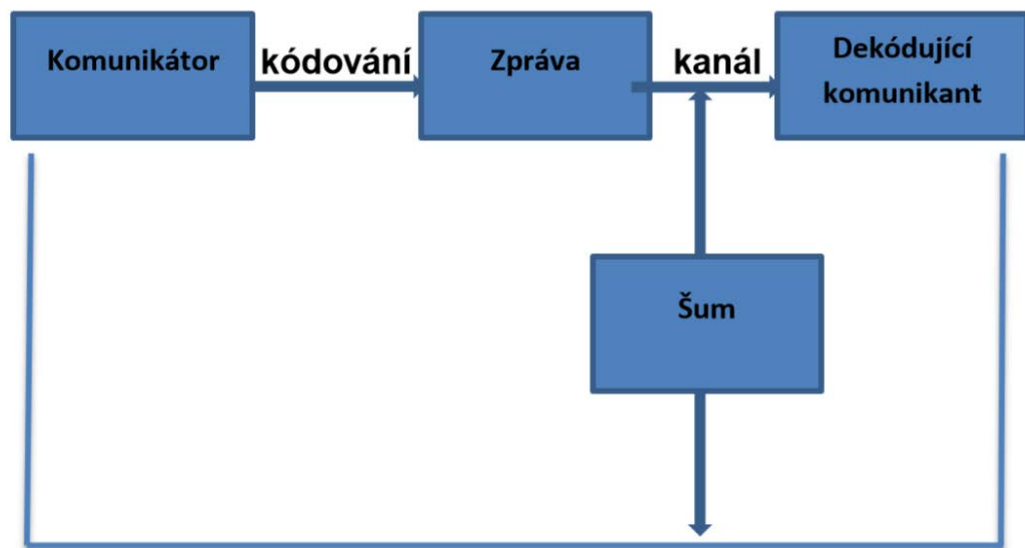 Komunikátor
kódování
Zpráva
kanál
Dekódující
komunikant
Šum